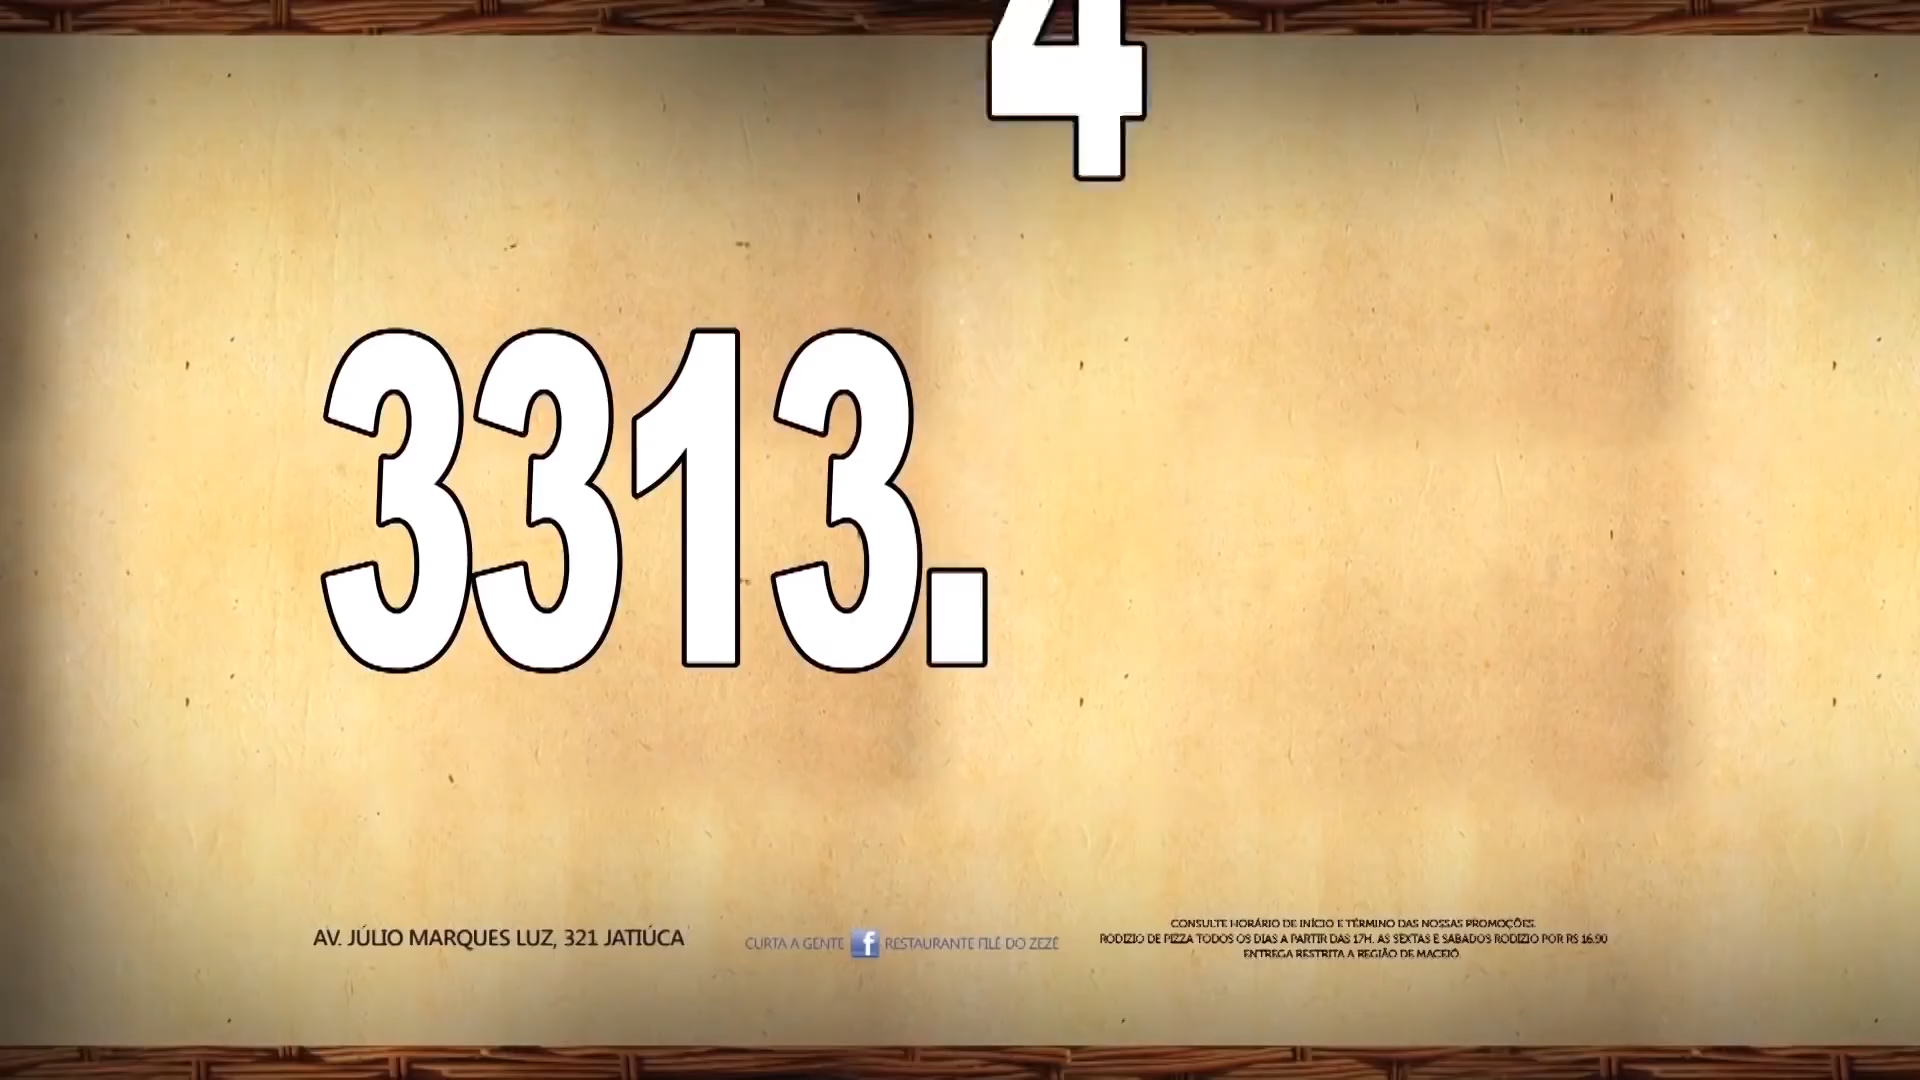 4
3313.
AV. JÚLIO MARQUES LUZ, 321 JATIÚCA
CURTA A GENTE f RESTAURANTE FILÉ DO ZEZÉ
CONSULTE HORÁRIO DE INÍCIO E TÉRMINO DAS NOSSAS PROMOÇÕES.
RODIZIO DE PIZZA TODOS OS DIAS A PARTIR DAS 17H. AS SEXTAS E SABADOS RODIZIO POR R$ 16,90
ENTREGA RESTRITA A REGIÃO DE MACEIÓ